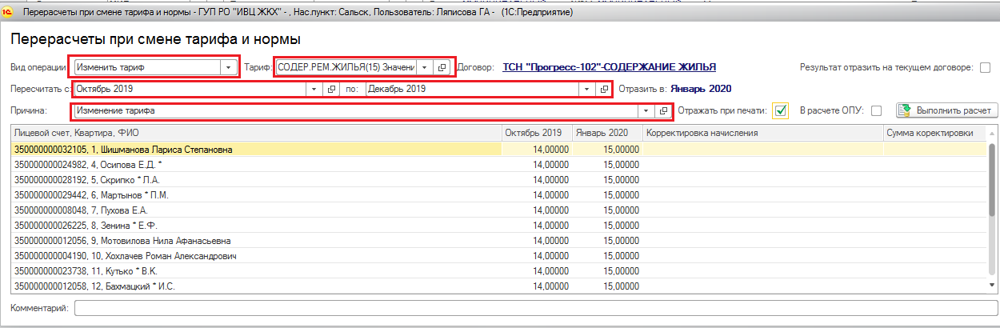 Перерасчеты при смене тарифа и нормы - ГУП РО "ИВЦ ЖКХ" - , Нас.пункт: Сальск, Пользователь: Ляписова ГА - (1С:Предприятие)
Перерасчеты при смене тарифа и нормы
Вид операции Изменить тариф Тариф: СОДЕР.РЕМ.ЖИЛЬЯ(15) Значени Договор: ТСН "Прогресс-102"-СОДЕРЖАНИЕ ЖИЛЬЯ Результат отразить на текущем договоре:
Пересчитать с: Октябрь 2019 по: Декабрь 2019 Отразить в: Январь 2020
Причина: Изменение тарифа Отражать при печати: В расчете ОПУ: Выполнить расчет
Лицевой счет, Квартира, ФИО Октябрь 2019 Январь 2020 Корректировка начисления Сумма коректировки
350000000032105, 1, Шишманова Лариса Степановна 14,00000 15,00000
350000000024982, 4, Осипова Е.Д. * 14,00000 15,00000
350000000028192, 5, Скрипко * Л.А. 14,00000 15,00000
350000000029442, 6, Мартынов * П.М. 14,00000 15,00000
350000000008048, 7, Пухова Е.А. 14,00000 15,00000
350000000026225, 8, Зенина * Е.Ф. 14,00000 15,00000
350000000012056, 9, Мотовилова Нила Афанасьевна 14,00000 15,00000
350000000004190, 10, Хохлачев Роман Александрович 14,00000 15,00000
350000000023738, 11, Кутько * В.К. 14,00000 15,00000
350000000012058, 12, Бахмацкий * И.С. 14,00000 15,00000
Комментарий: